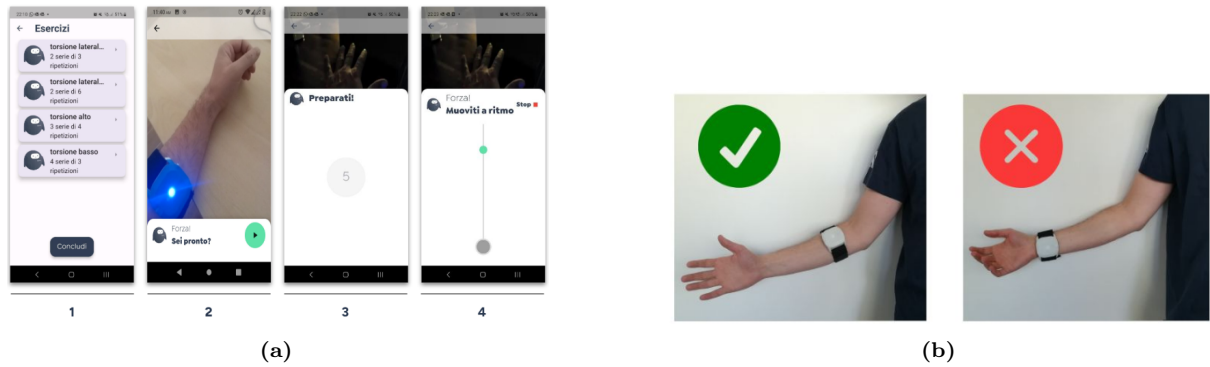 Esercizi
torsione lateral...
2 serie di 3
ripetizioni
torsione lateral...
2 serie di 6
ripetizioni
torsione alto
3 serie di 4
ripetizioni
torsione basso
4 serie di 3
ripetizioni
Concludi
1
Forza!
Sei pronto?
2
Preparati!
5
3
Forza!
Muoviti a ritmo
Stop
4
(a)
(b)